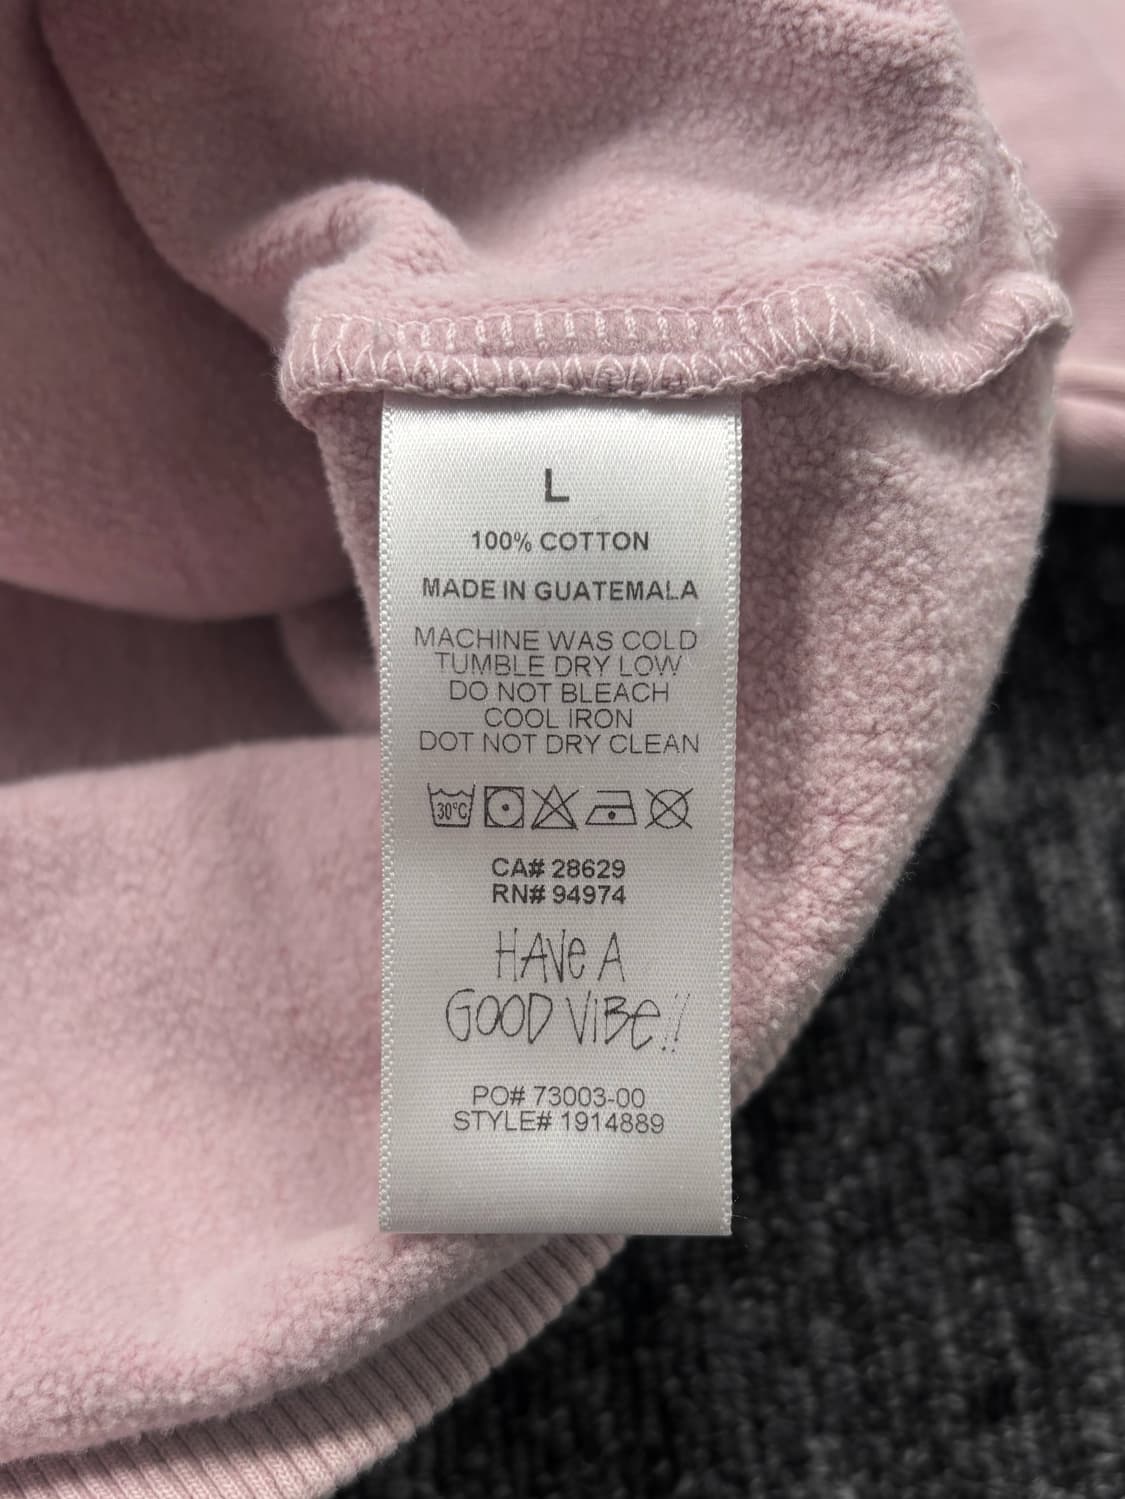 L
100% COTTON
MADE IN GUATEMALA
MACHINE WAS COLD
TUMBLE DRY LOW
DO NOT BLEACH
COOL IRON
DOT NOT DRY CLEAN
30°C
CA# 28629
RN# 94974
HAVe A
GOOD ViBe!!
PO# 73003-00
STYLE# 1914889